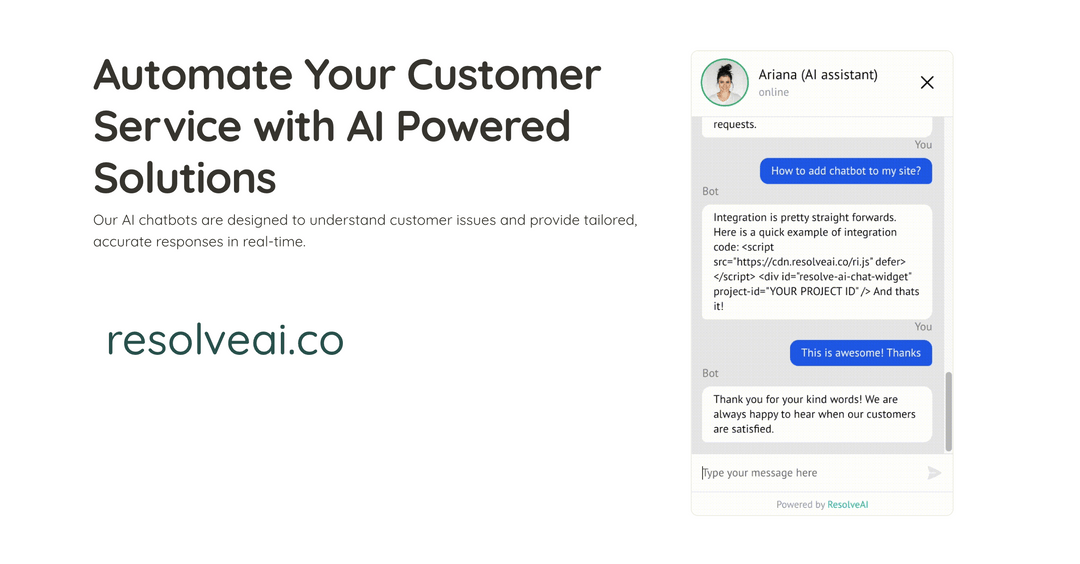 Automate Your Customer
Service with AI Powered
Solutions
Our AI chatbots are designed to understand customer issues and provide tailored,
accurate responses in real-time.
resolveai.co
Ariana (AI assistant)
online
requests.
You
How to add chatbot to my site?
Bot
Integration is pretty straight forwards.
Here is a quick example of integration
code: <script
src="https://cdn.resolveai.co/ri.js" defer>
</script> <div id="resolve-ai-chat-widget"
project-id="YOUR PROJECT ID" /> And thats
it!
You
This is awesome! Thanks
Bot
Thank you for your kind words! We are
always happy to hear when our customers
are satisfied.
Type your message here
Powered by ResolveAI